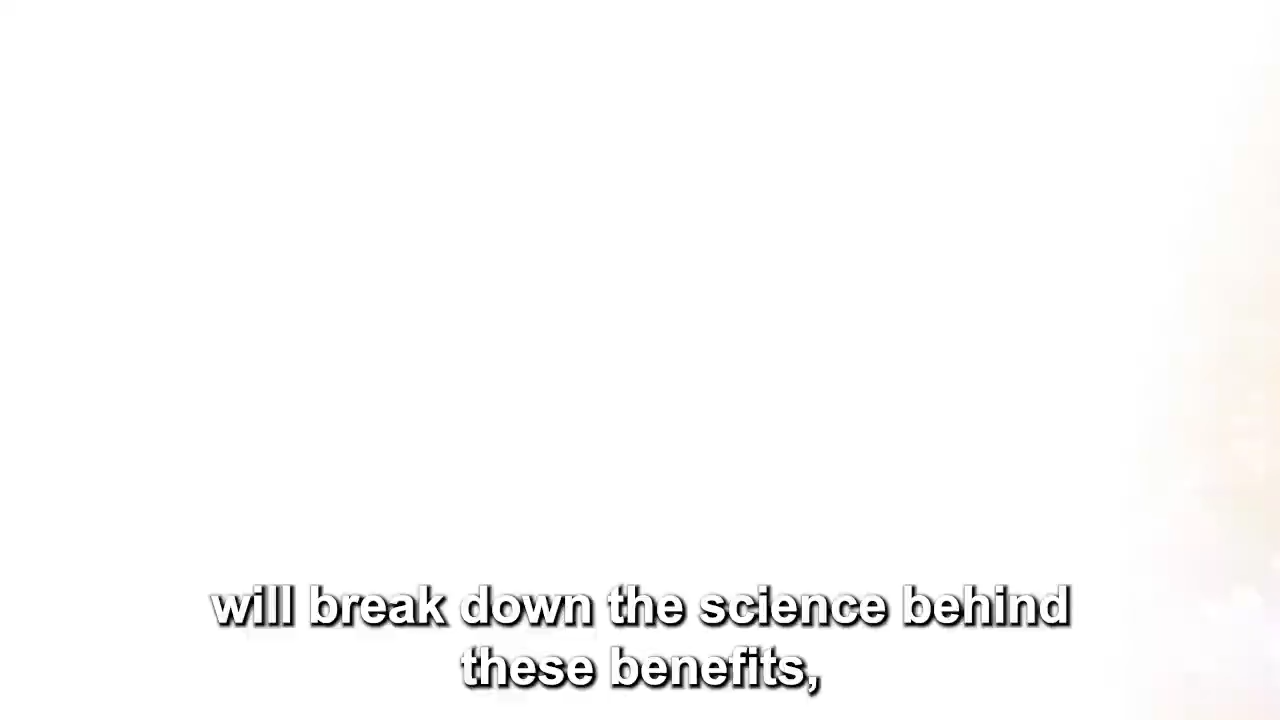 will break down the science behind
these benefits,